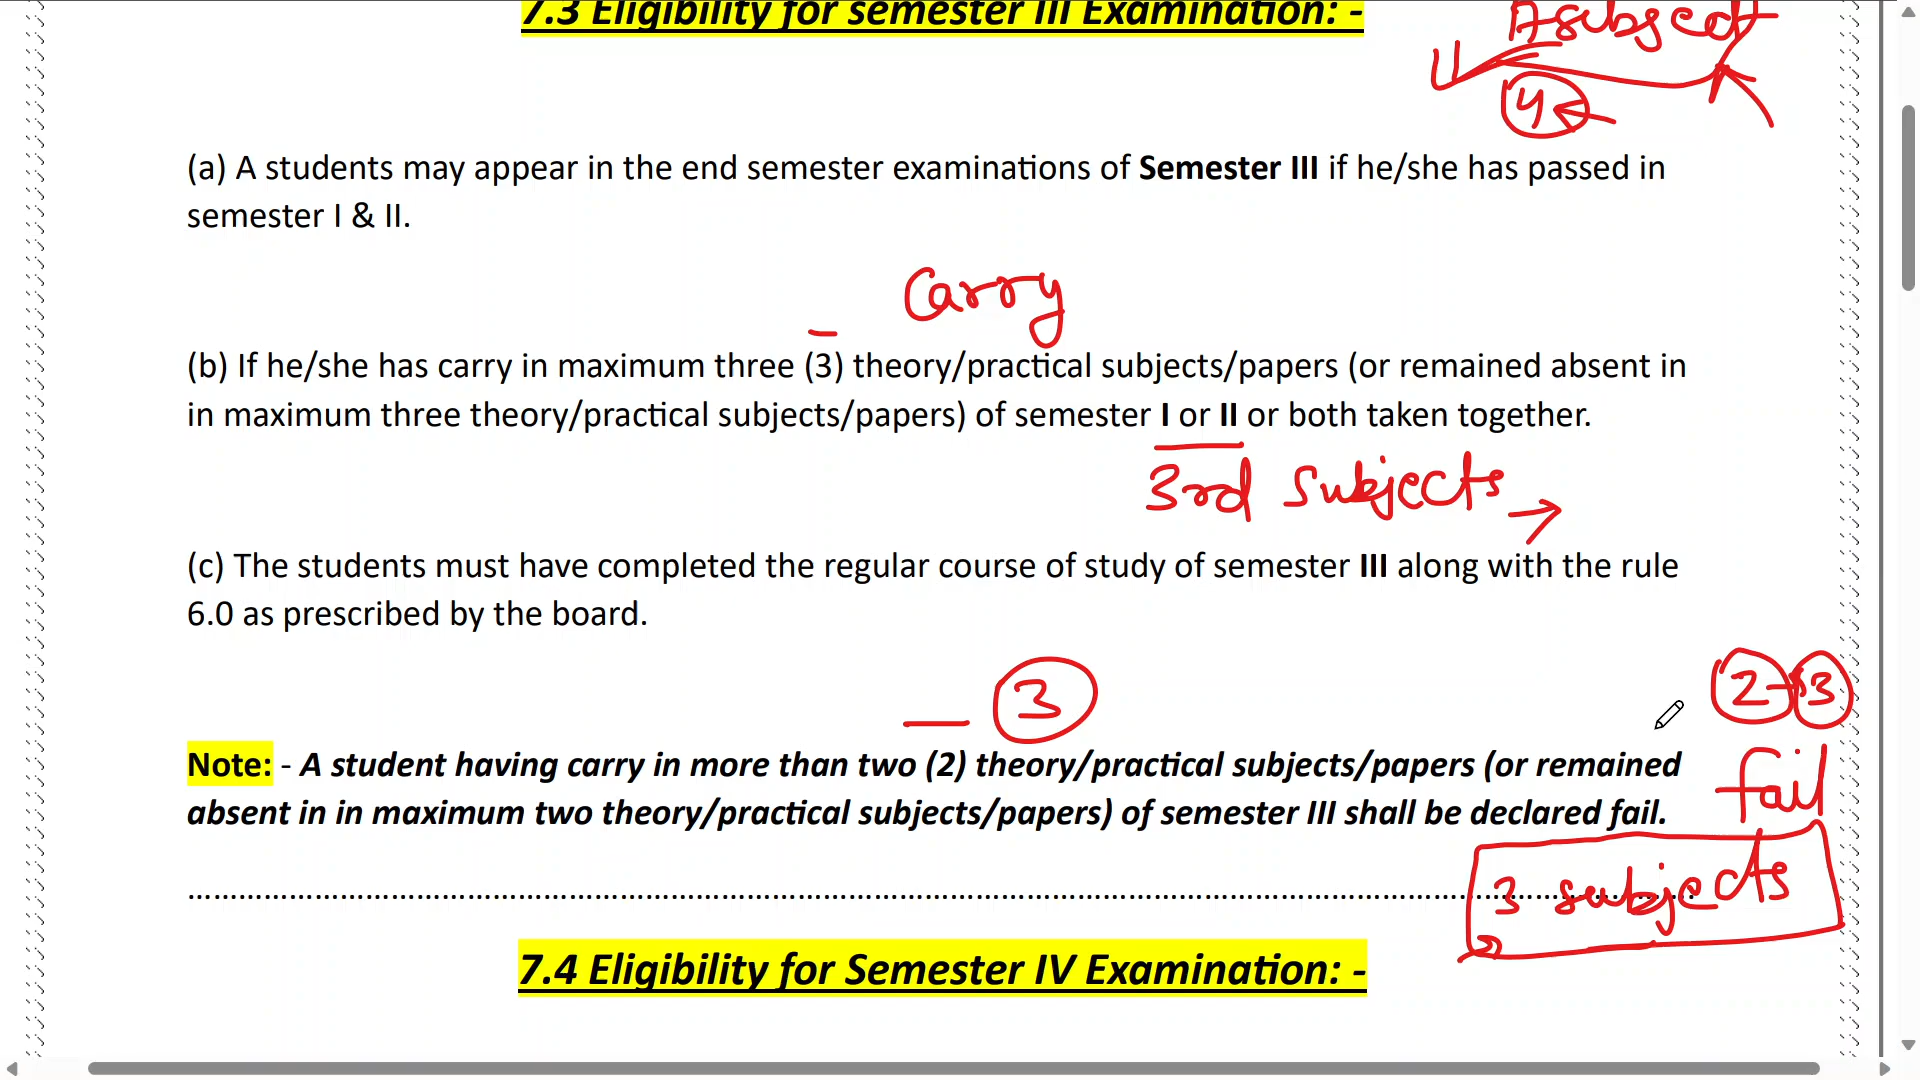 7.3 Eligibility for semester III Examination: -
subject
4
(a) A students may appear in the end semester examinations of Semester III if he/she has passed in
semester I & II.
Carry
(b) If he/she has carry in maximum three (3) theory/practical subjects/papers (or remained absent in
in maximum three theory/practical subjects/papers) of semester I or II or both taken together.
3rd subjects
(c) The students must have completed the regular course of study of semester III along with the rule
6.0 as prescribed by the board.
3
2 3
Note: - A student having carry in more than two (2) theory/practical subjects/papers (or remained
fail
absent in in maximum two theory/practical subjects/papers) of semester III shall be declared fail.
3 subjects
7.4 Eligibility for Semester IV Examination: -